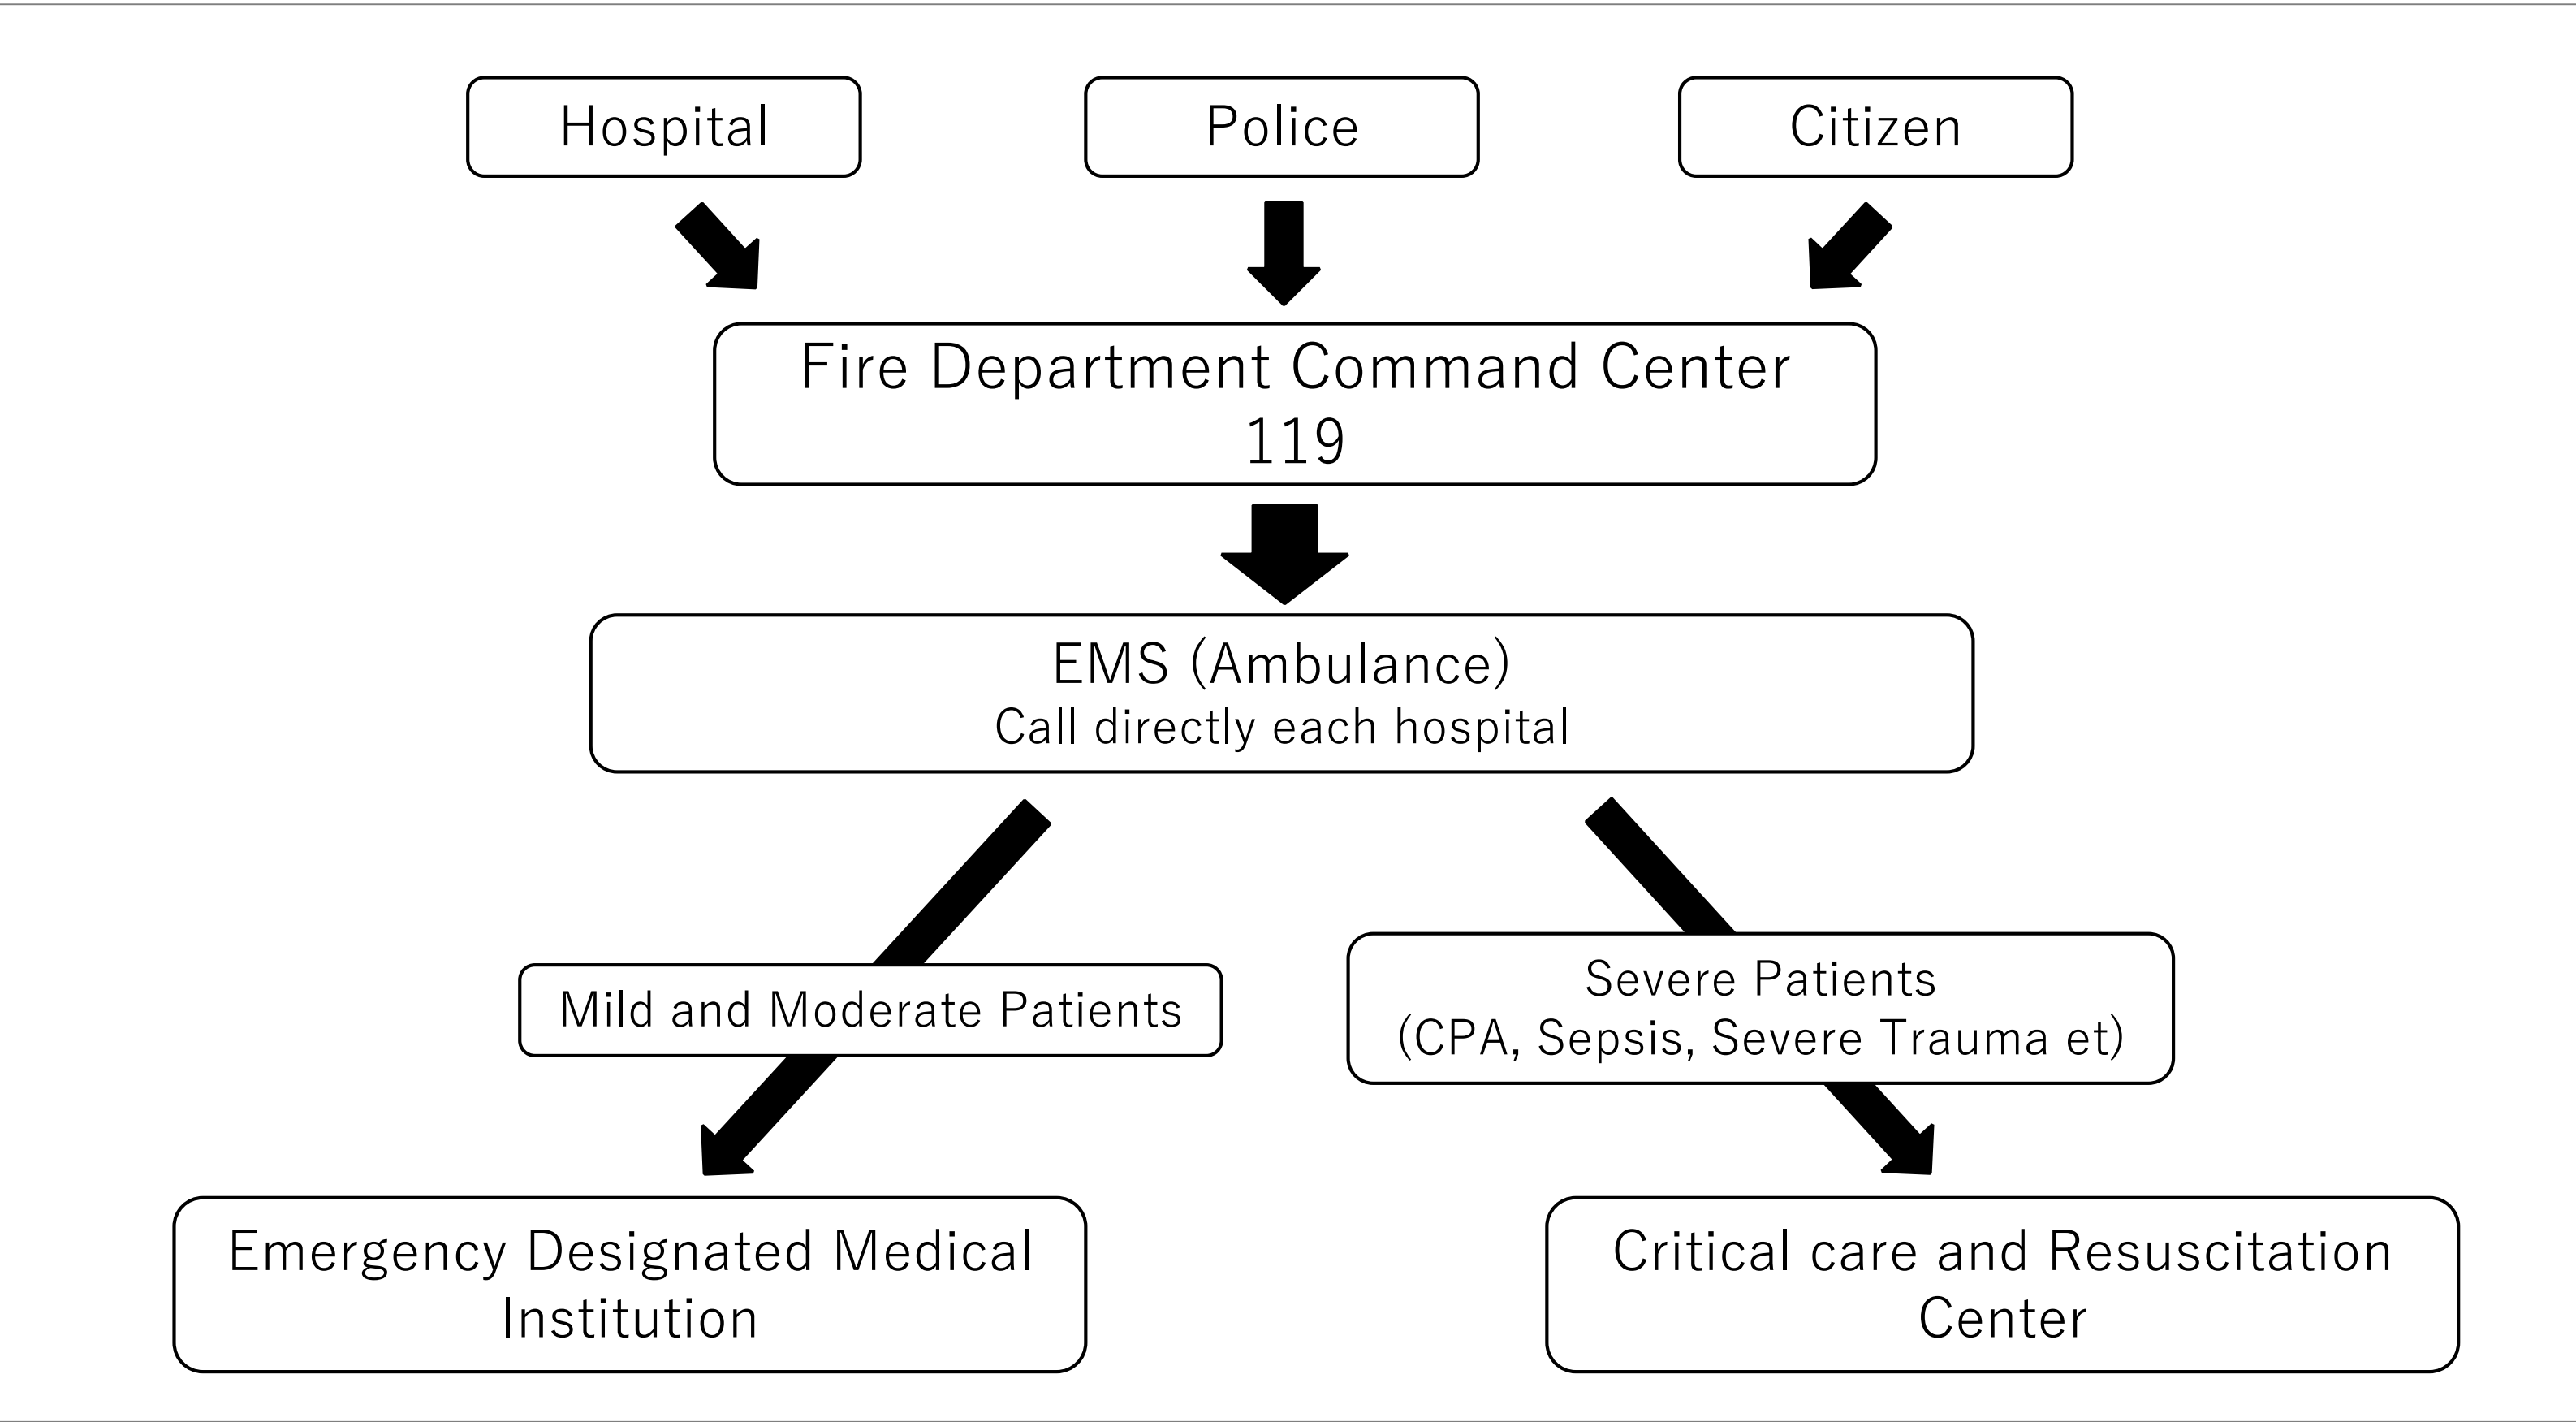 Hospital
Police
Citizen
Fire Department Command Center
119
EMS (Ambulance)
Call directly each hospital
Mild and Moderate Patients
Severe Patients
(CPA, Sepsis, Severe Trauma et)
Emergency Designated Medical
Institution
Critical care and Resuscitation
Center